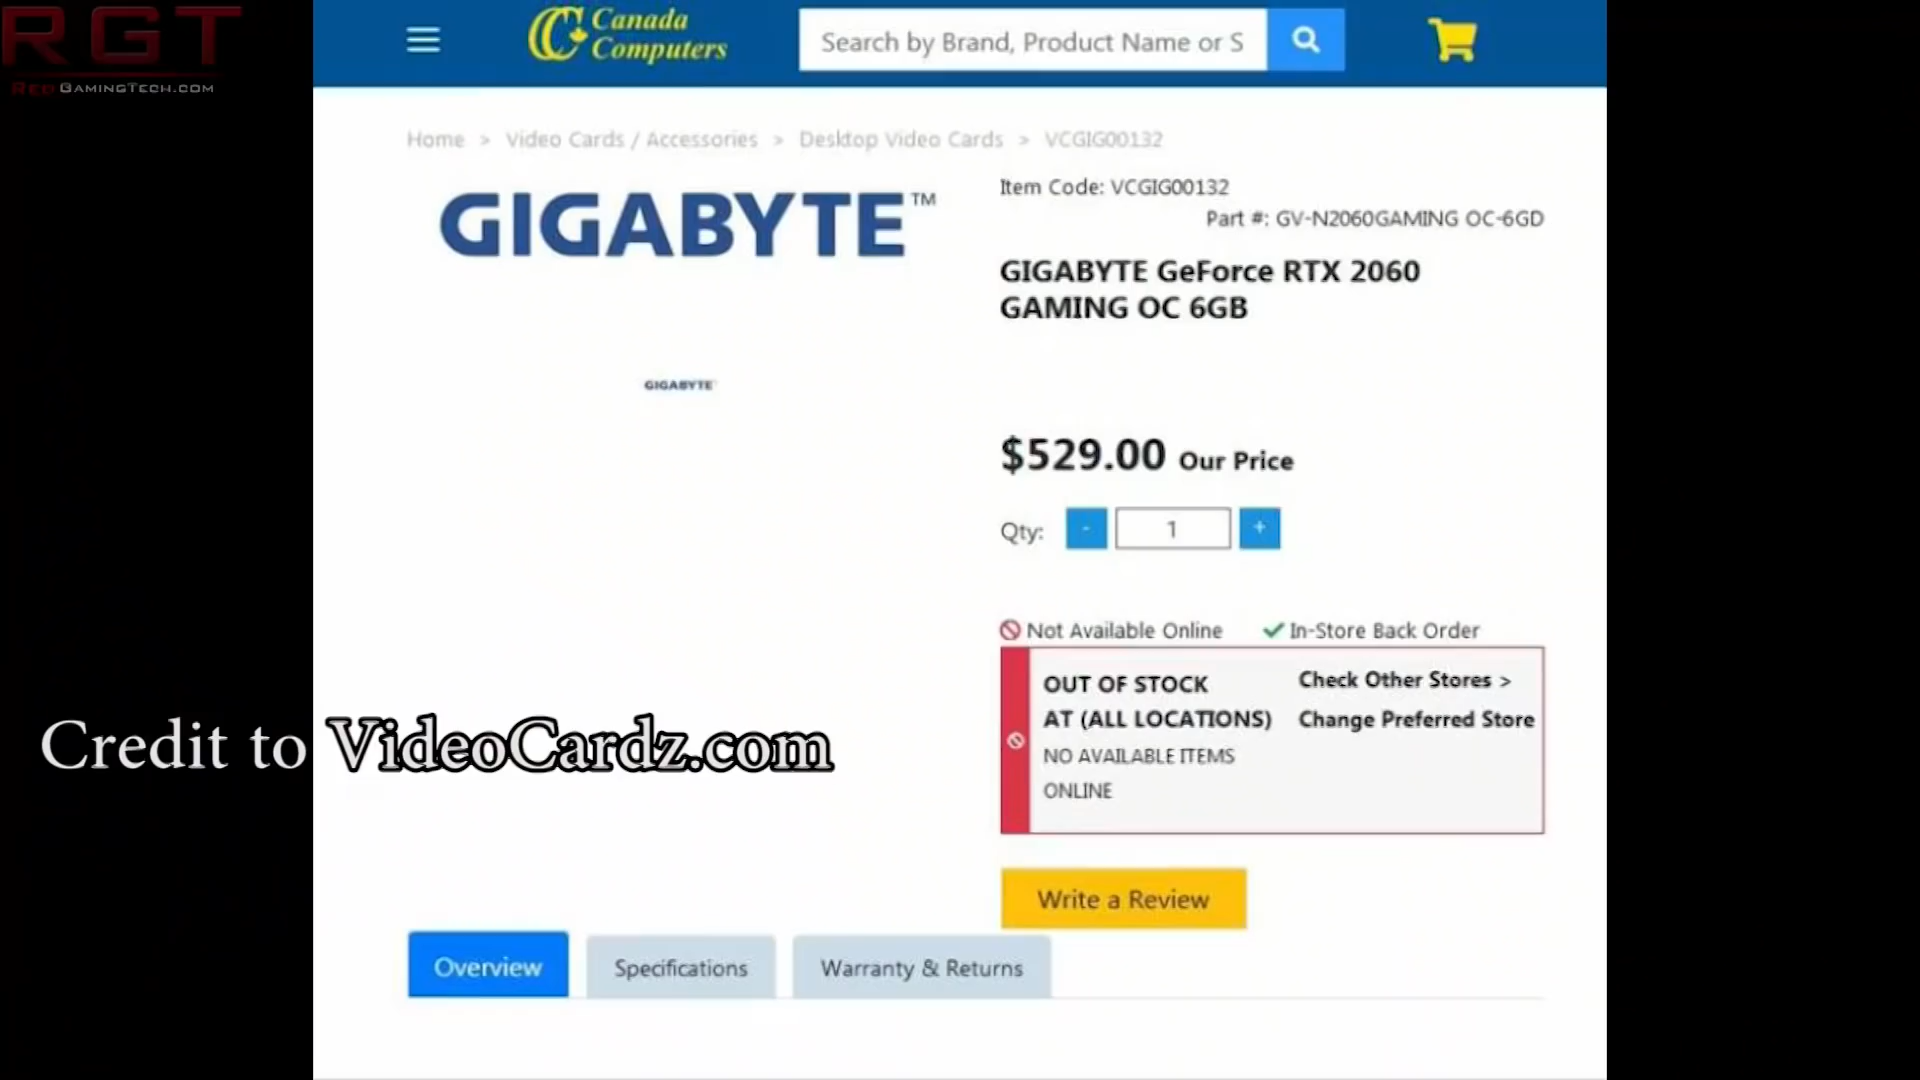 RGT
REDGAMINGTECH.COM
Canada
Computers
Search by Brand, Product Name or S
Home > Video Cards / Accessories > Desktop Video Cards > VCGIG00132
GIGABYTE™
Item Code: VCGIG00132
Part #: GV-N2060GAMING OC-6GD
GIGABYTE GeForce RTX 2060
GAMING OC 6GB
GIGABYTE
$529.00 Our Price
Qty: - 1 +
Not Available Online In-Store Back Order
OUT OF STOCK
AT (ALL LOCATIONS)
NO AVAILABLE ITEMS
ONLINE
Check Other Stores >
Change Preferred Store
Credit to VideoCardz.com
Write a Review
Overview Specifications Warranty & Returns